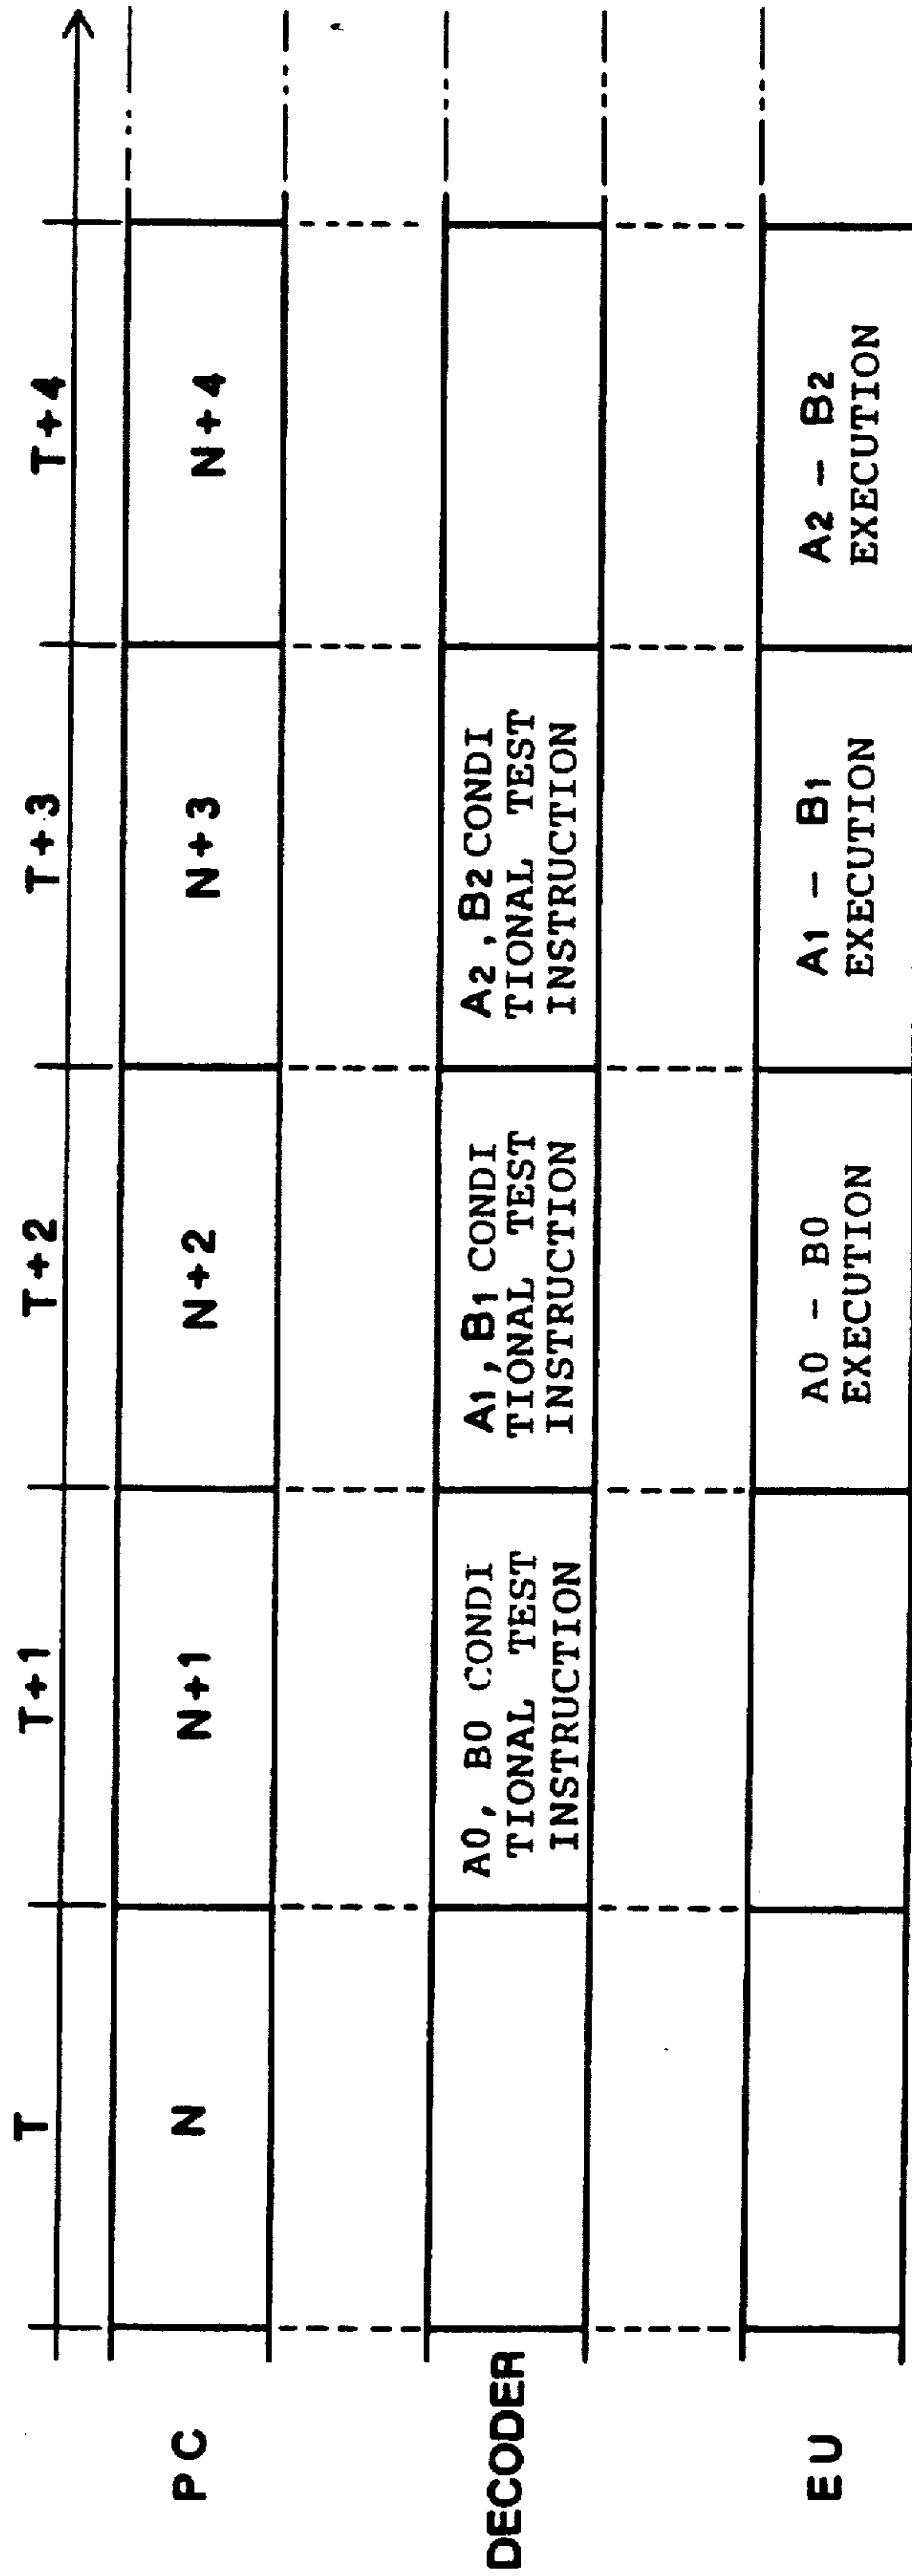 T
T+1
T+2
T+3
T+4
PC
N
N+1
N+2
N+3
N+4
DECODER
A0, B0 CONDI
TIONAL TEST
INSTRUCTION
A1, B1 CONDI
TIONAL TEST
INSTRUCTION
A2, B2 CONDI
TIONAL TEST
INSTRUCTION
EU
A0 - B0
EXECUTION
A1 - B1
EXECUTION
A2 - B2
EXECUTION